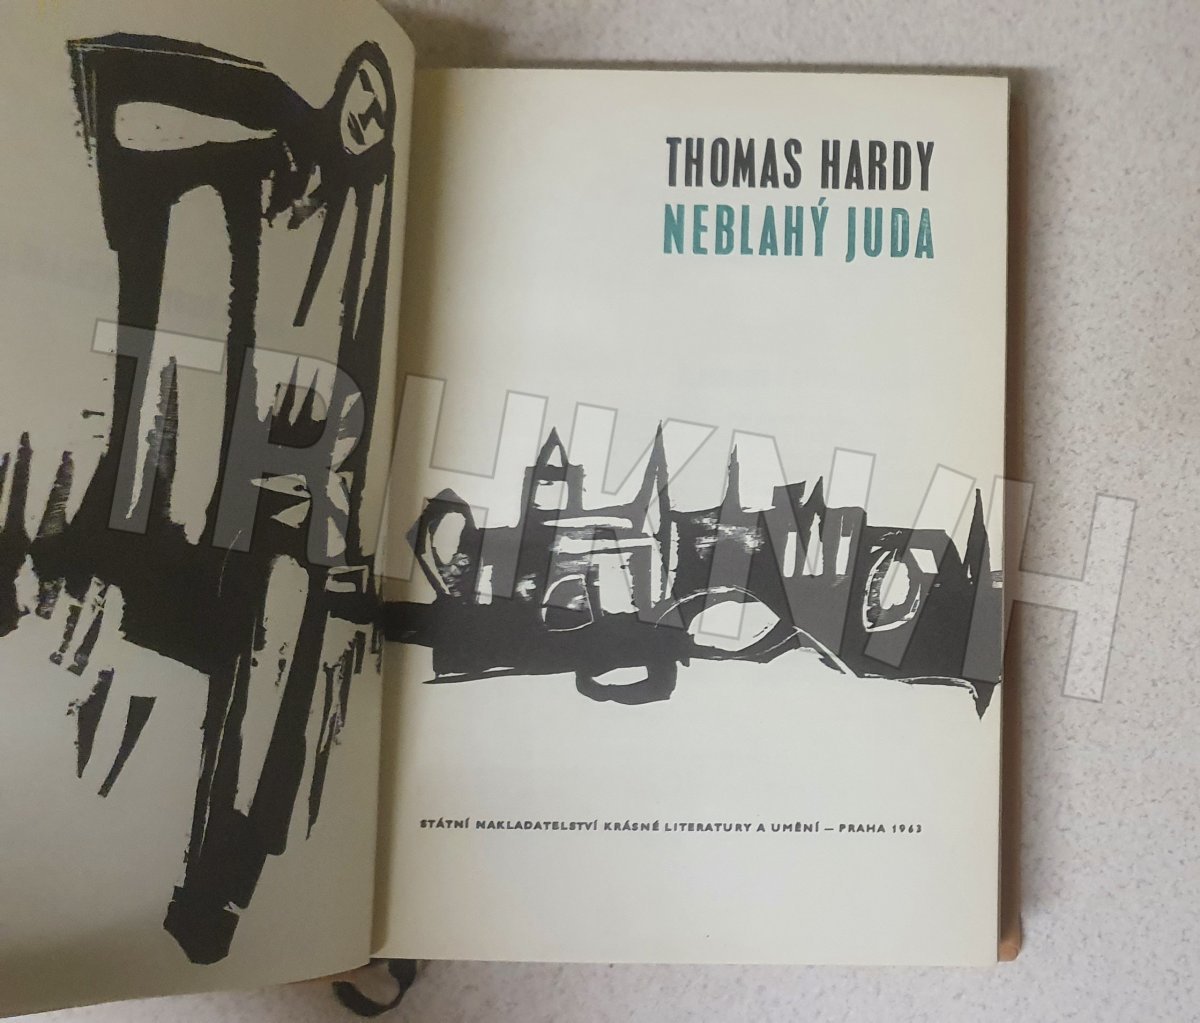 THOMAS HARDY
NEBLAHÝ JUDA
TRHKNIH
STÁTNÍ NAKLADATELSTVÍ KRÁSNÉ LITERATURY A UMĚNÍ – PRAHA 1963